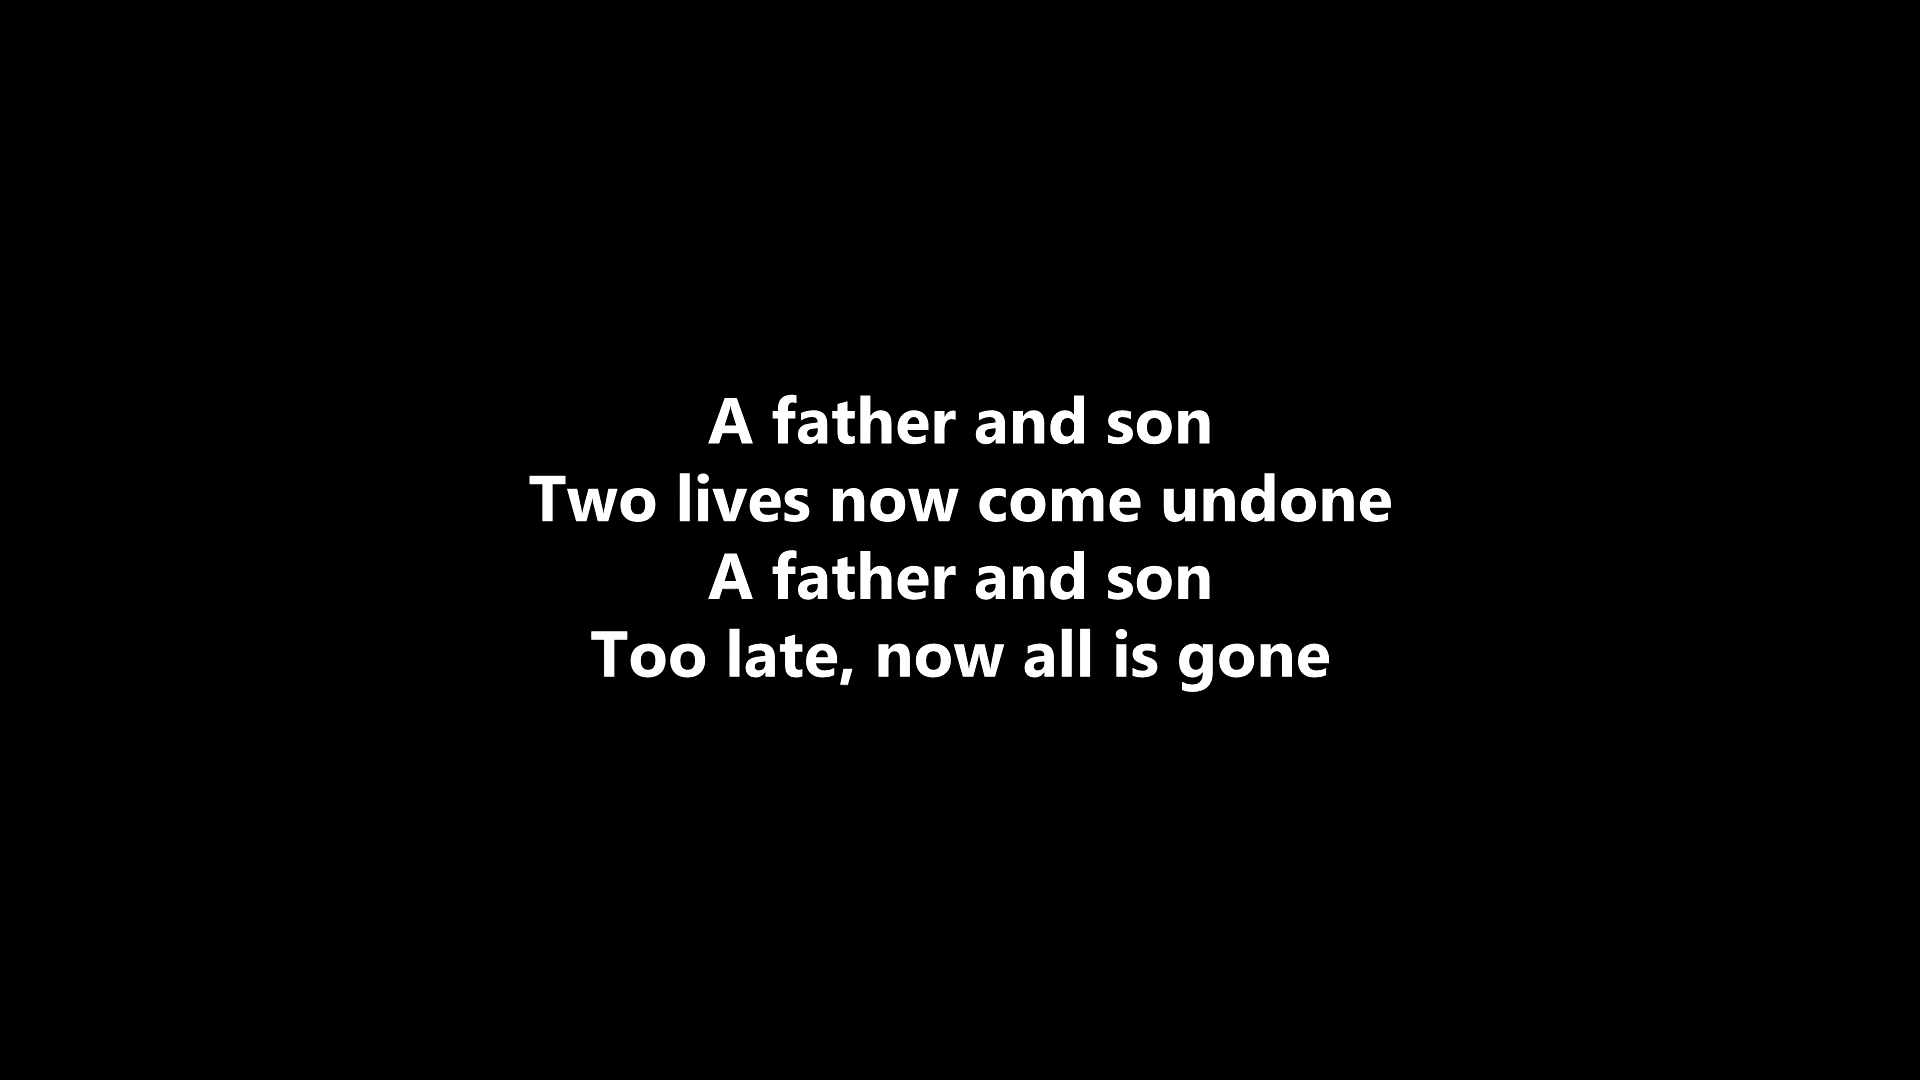 A father and son
Two lives now come undone
A father and son
Too late, now all is gone